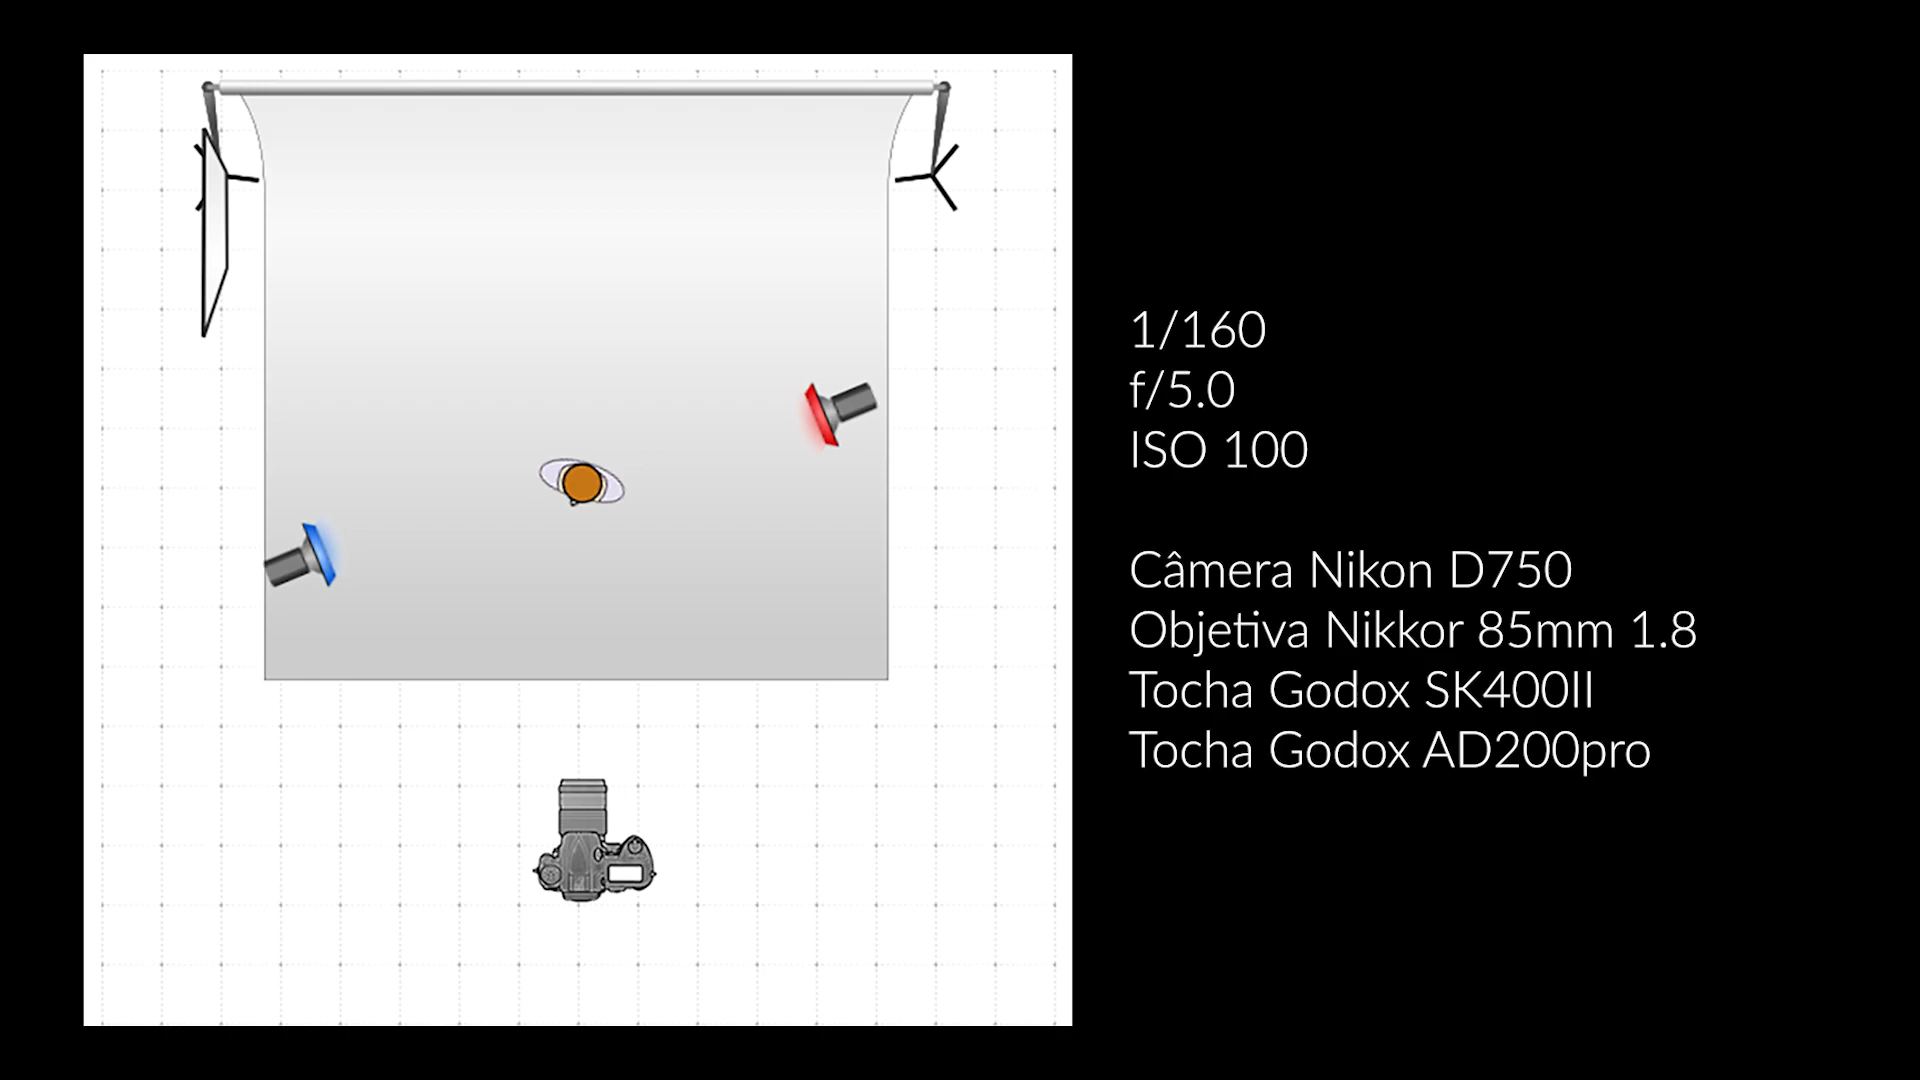 1/160
f/5.0
ISO 100
Câmera Nikon D750
Objetiva Nikkor 85mm 1.8
Tocha Godox SK400II
Tocha Godox AD200pro